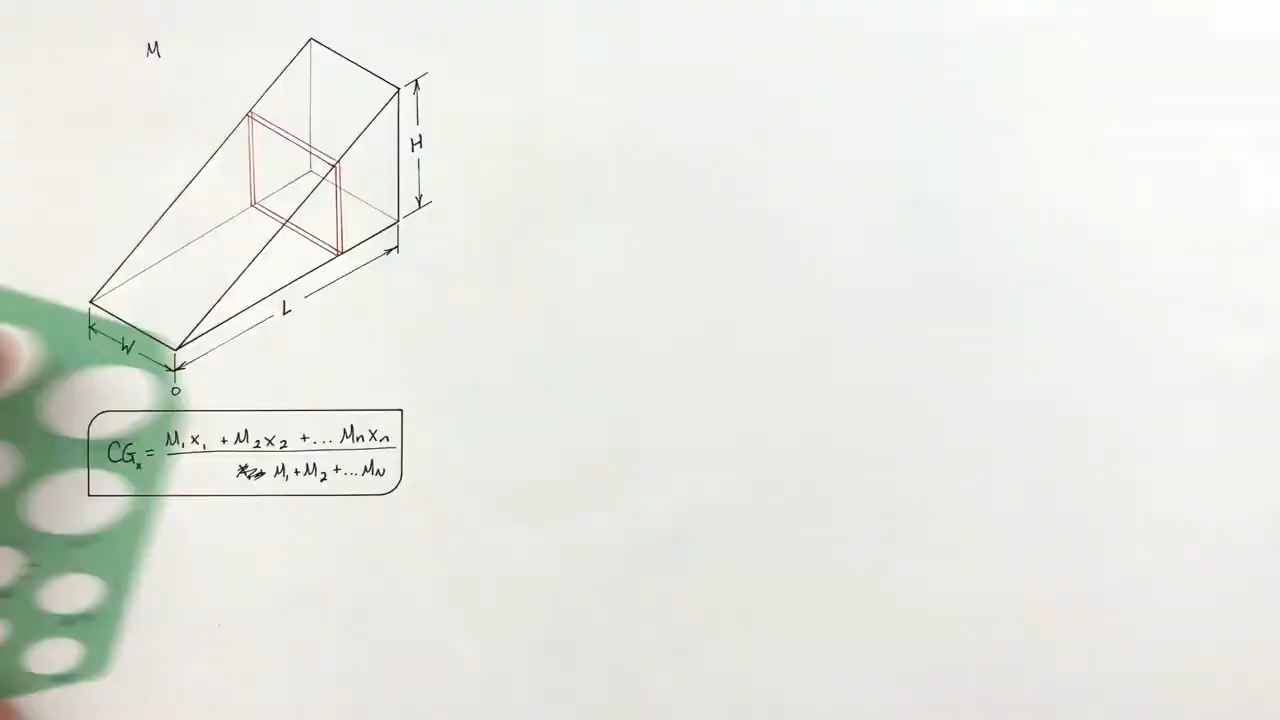 M
H
L
W
O
CGx = M1x1 + M2x2 + ... Mnxn
M1 + M2 + ... MN